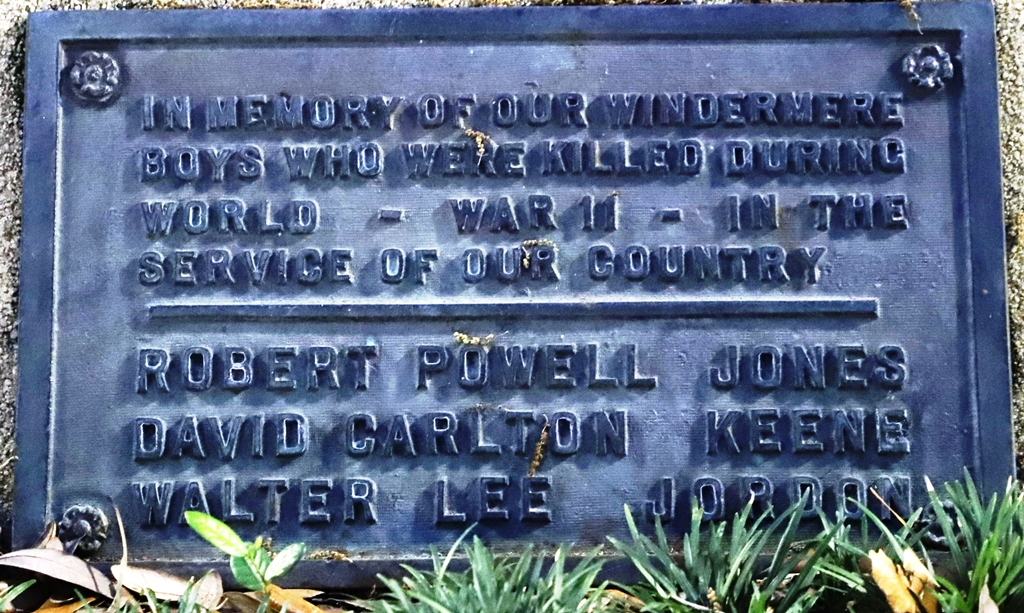 IN MEMORY OF OUR WINDERMERE
BOYS WHO WERE KILLED DURING
WORLD - WAR 11 - IN THE
SERVICE OF OUR COUNTRY
ROBERT POWELL JONES
DAVID CARLTON KEENE
WALTER LEE JORDON